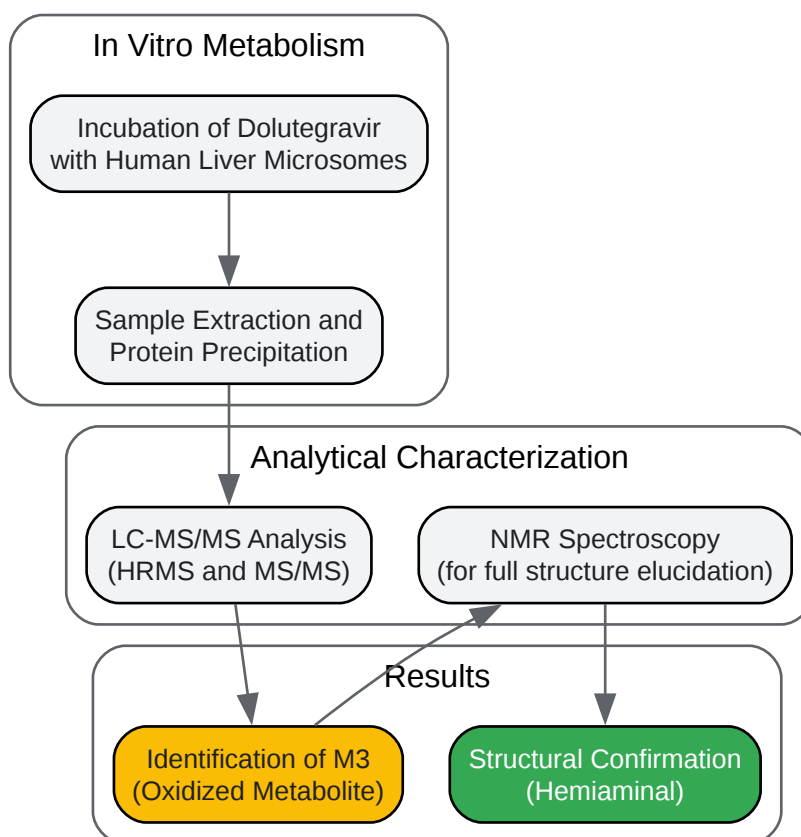 In Vitro Metabolism
Incubation of Dolutegravir
with Human Liver Microsomes
Sample Extraction and
Protein Precipitation
Analytical Characterization
LC-MS/MS Analysis
(HRMS and MS/MS)
NMR Spectroscopy
(for full structure elucidation)
Results
Identification of M3
(Oxidized Metabolite)
Structural Confirmation
(Hemiaminal)